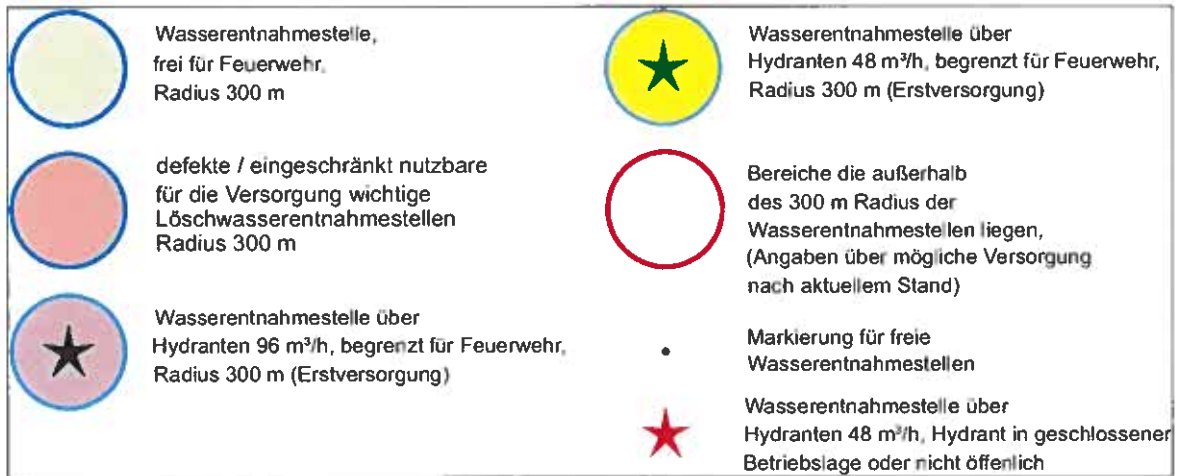 Wasserentnahmestelle,
frei für Feuerwehr,
Radius 300 m
defekte / eingeschränkt nutzbare
für die Versorgung wichtige
Löschwasserentnahmestellen
Radius 300 m
Wasserentnahmestelle über
Hydranten 96 m³/h, begrenzt für Feuerwehr,
Radius 300 m (Erstversorgung)
Wasserentnahmestelle über
Hydranten 48 m³/h, begrenzt für Feuerwehr,
Radius 300 m (Erstversorgung)
Bereiche die außerhalb
des 300 m Radius der
Wasserentnahmestellen liegen,
(Angaben über mögliche Versorgung
nach aktuellem Stand)
Markierung für freie
Wasserentnahmestellen
Wasserentnahmestelle über
Hydranten 48 m³/h, Hydrant in geschlossener
Betriebslage oder nicht öffenlich